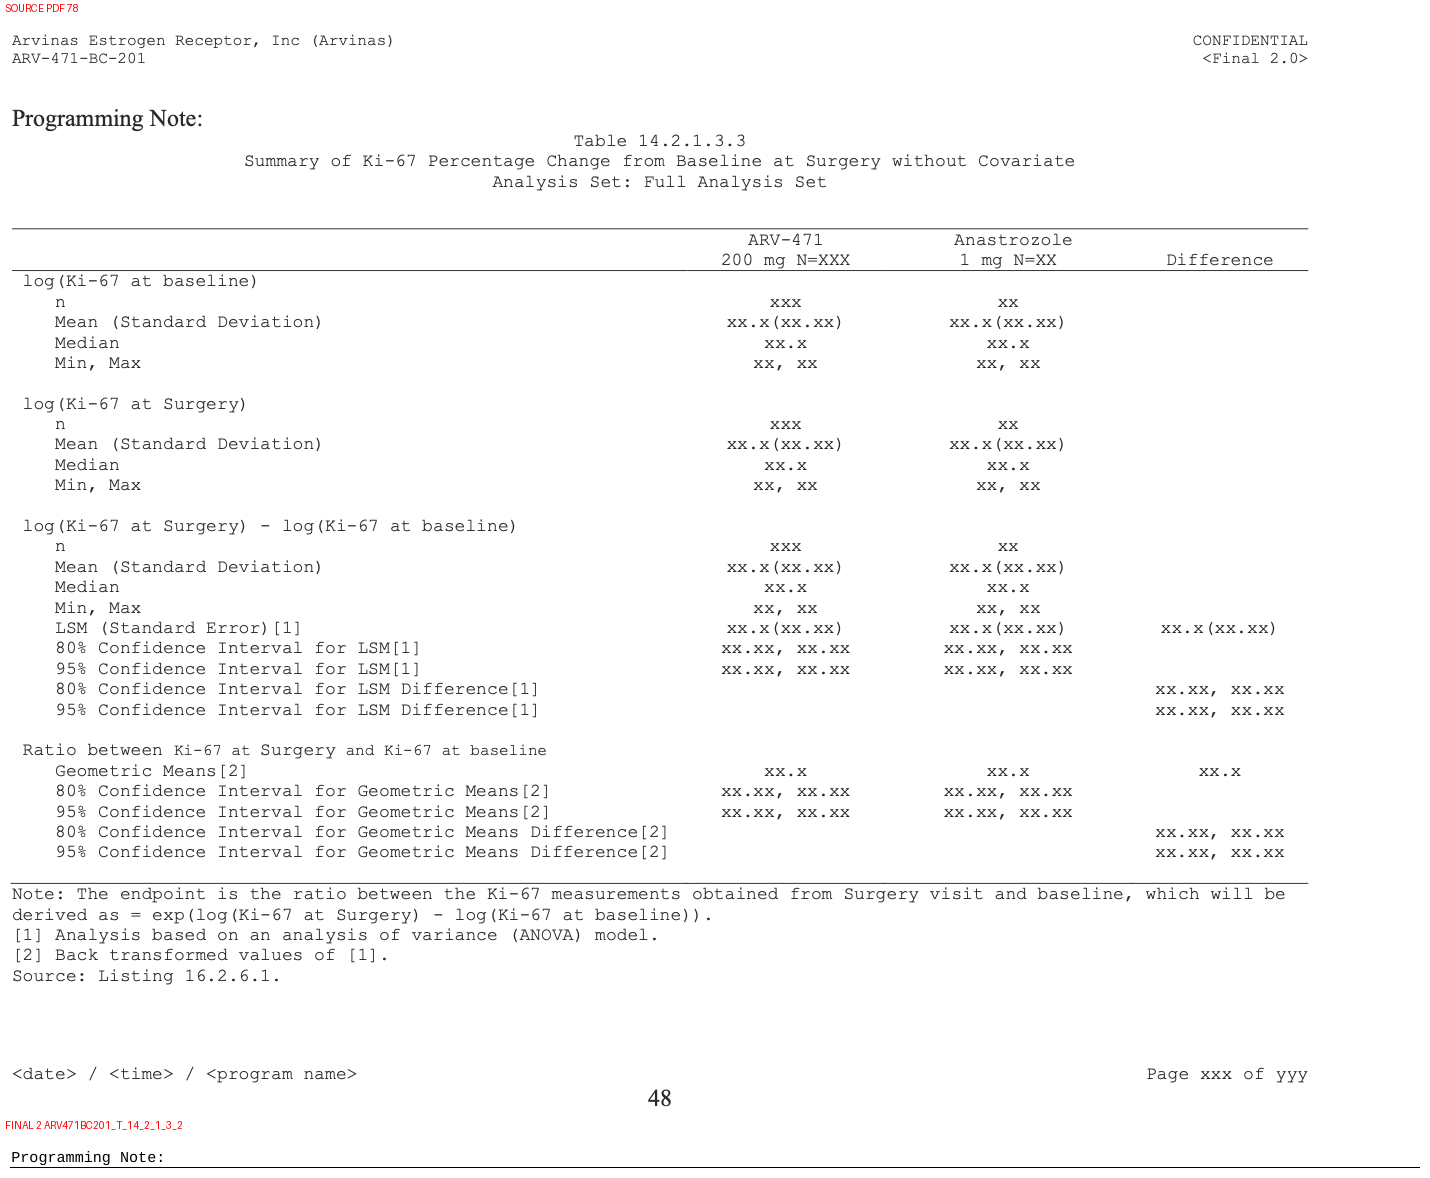 SOURCE PDF 78
Arvinas Estrogen Receptor, Inc (Arvinas) CONFIDENTIAL
ARV-471-BC-201 <Final 2.0>
Programming Note:
Table 14.2.1.3.3
Summary of Ki-67 Percentage Change from Baseline at Surgery without Covariate
Analysis Set: Full Analysis Set
ARV-471 Anastrozole
200 mg N=XXX 1 mg N=XX Difference
log(Ki-67 at baseline)
n xxx xx
Mean (Standard Deviation) xx.x(xx.xx) xx.x(xx.xx)
Median xx.x xx.x
Min, Max xx, xx xx, xx
log(Ki-67 at Surgery)
n xxx xx
Mean (Standard Deviation) xx.x(xx.xx) xx.x(xx.xx)
Median xx.x xx.x
Min, Max xx, xx xx, xx
log(Ki-67 at Surgery) - log(Ki-67 at baseline)
n xxx xx
Mean (Standard Deviation) xx.x(xx.xx) xx.x(xx.xx)
Median xx.x xx.x
Min, Max xx, xx xx, xx
LSM (Standard Error)[1] xx.x(xx.xx) xx.x(xx.xx) xx.x(xx.xx)
80% Confidence Interval for LSM[1] xx.xx, xx.xx xx.xx, xx.xx
95% Confidence Interval for LSM[1] xx.xx, xx.xx xx.xx, xx.xx
80% Confidence Interval for LSM Difference[1] xx.xx, xx.xx
95% Confidence Interval for LSM Difference[1] xx.xx, xx.xx
Ratio between Ki-67 at Surgery and Ki-67 at baseline
Geometric Means[2] xx.x xx.x xx.x
80% Confidence Interval for Geometric Means[2] xx.xx, xx.xx xx.xx, xx.xx
95% Confidence Interval for Geometric Means[2] xx.xx, xx.xx xx.xx, xx.xx
80% Confidence Interval for Geometric Means Difference[2] xx.xx, xx.xx
95% Confidence Interval for Geometric Means Difference[2] xx.xx, xx.xx
Note: The endpoint is the ratio between the Ki-67 measurements obtained from Surgery visit and baseline, which will be
derived as = exp(log(Ki-67 at Surgery) - log(Ki-67 at baseline)).
[1] Analysis based on an analysis of variance (ANOVA) model.
[2] Back transformed values of [1].
Source: Listing 16.2.6.1.
<date> / <time> / <program name> Page xxx of yyy
48
FINAL 2 ARV471BC201_T_14_2_1_3_2
Programming Note: